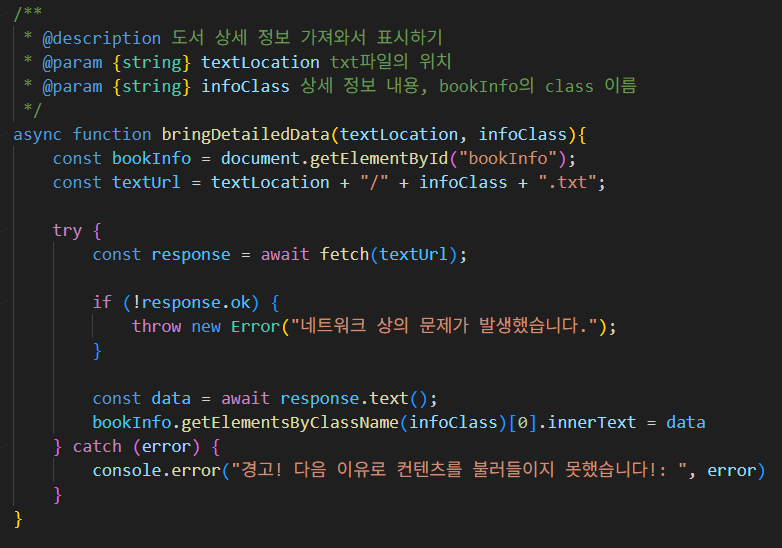 /**
 * @description 도서 상세 정보 가져와서 표시하기
 * @param {string} textLocation txt파일의 위치
 * @param {string} infoClass 상세 정보 내용, bookInfo의 class 이름
 */
async function bringDetailedData(textLocation, infoClass){
    const bookInfo = document.getElementById("bookInfo");
    const textUrl = textLocation + "/" + infoClass + ".txt";

    try {
        const response = await fetch(textUrl);

        if (!response.ok) {
            throw new Error("네트워크 상의 문제가 발생했습니다.");
        }

        const data = await response.text();
        bookInfo.getElementsByClassName(infoClass)[0].innerText = data
    } catch (error) {
        console.error("경고! 다음 이유로 컨텐츠를 불러들이지 못했습니다!: ", error)
    }
}